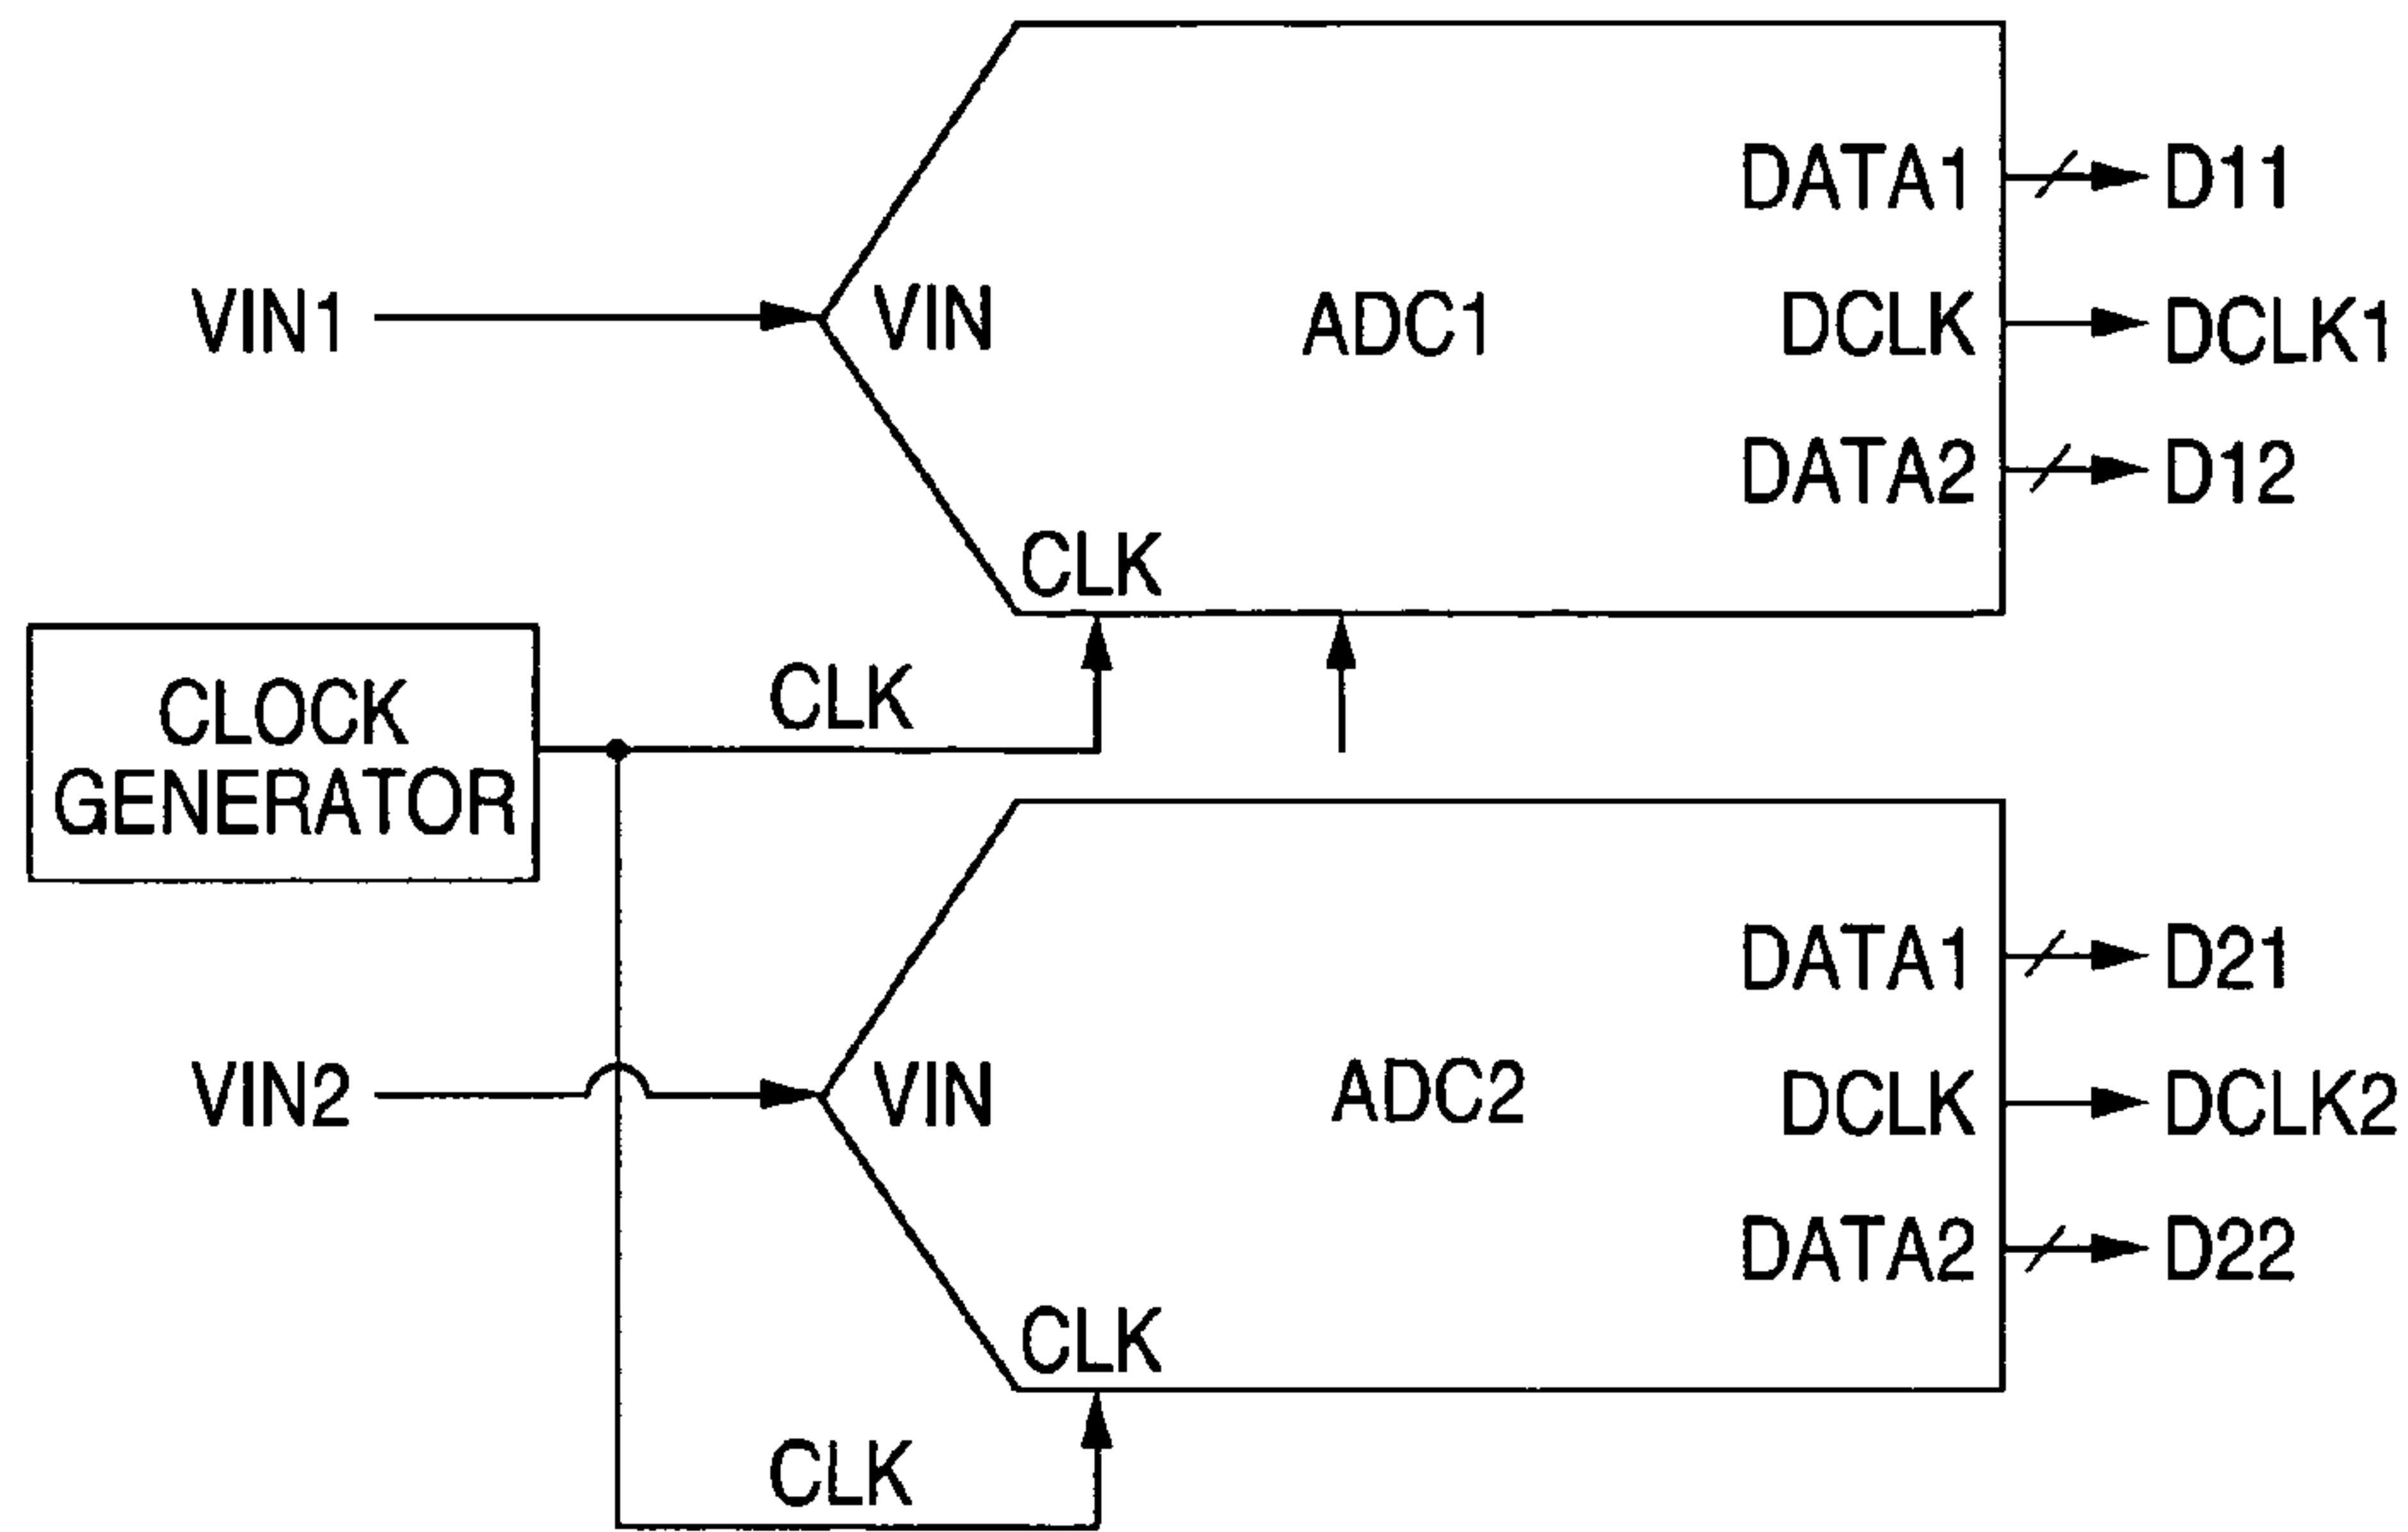 DATA1
D11
VIN1
VIN
ADC1
DCLK
DCLK1
DATA2
D12
CLK
CLOCK
GENERATOR
CLK
DATA1
D21
VIN2
VIN
ADC2
DCLK
DCLK2
DATA2
D22
CLK
CLK